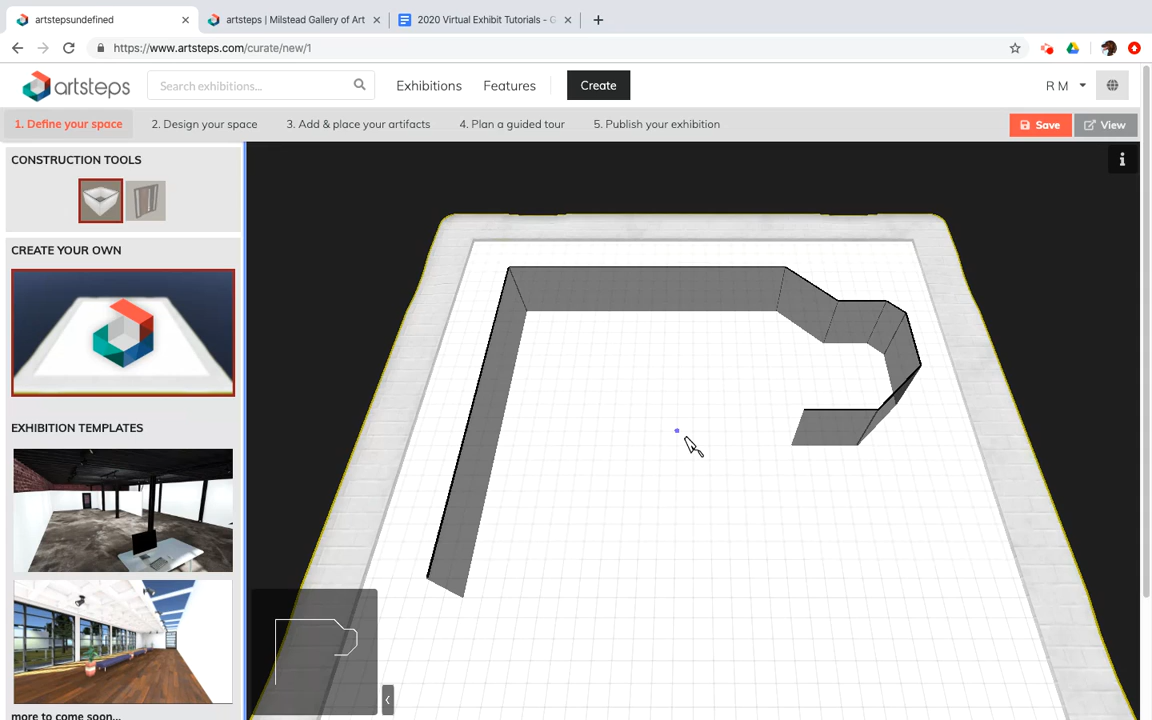 artstepsundefined
artsteps | Milstead Gallery of Art
2020 Virtual Exhibit Tutorials - G
https://www.artsteps.com/curate/new/1
artsteps
Search exhibitions...
Exhibitions
Features
Create
R M
1. Define your space
2. Design your space
3. Add & place your artifacts
4. Plan a guided tour
5. Publish your exhibition
Save
View
CONSTRUCTION TOOLS
CREATE YOUR OWN
EXHIBITION TEMPLATES
more to come soon...